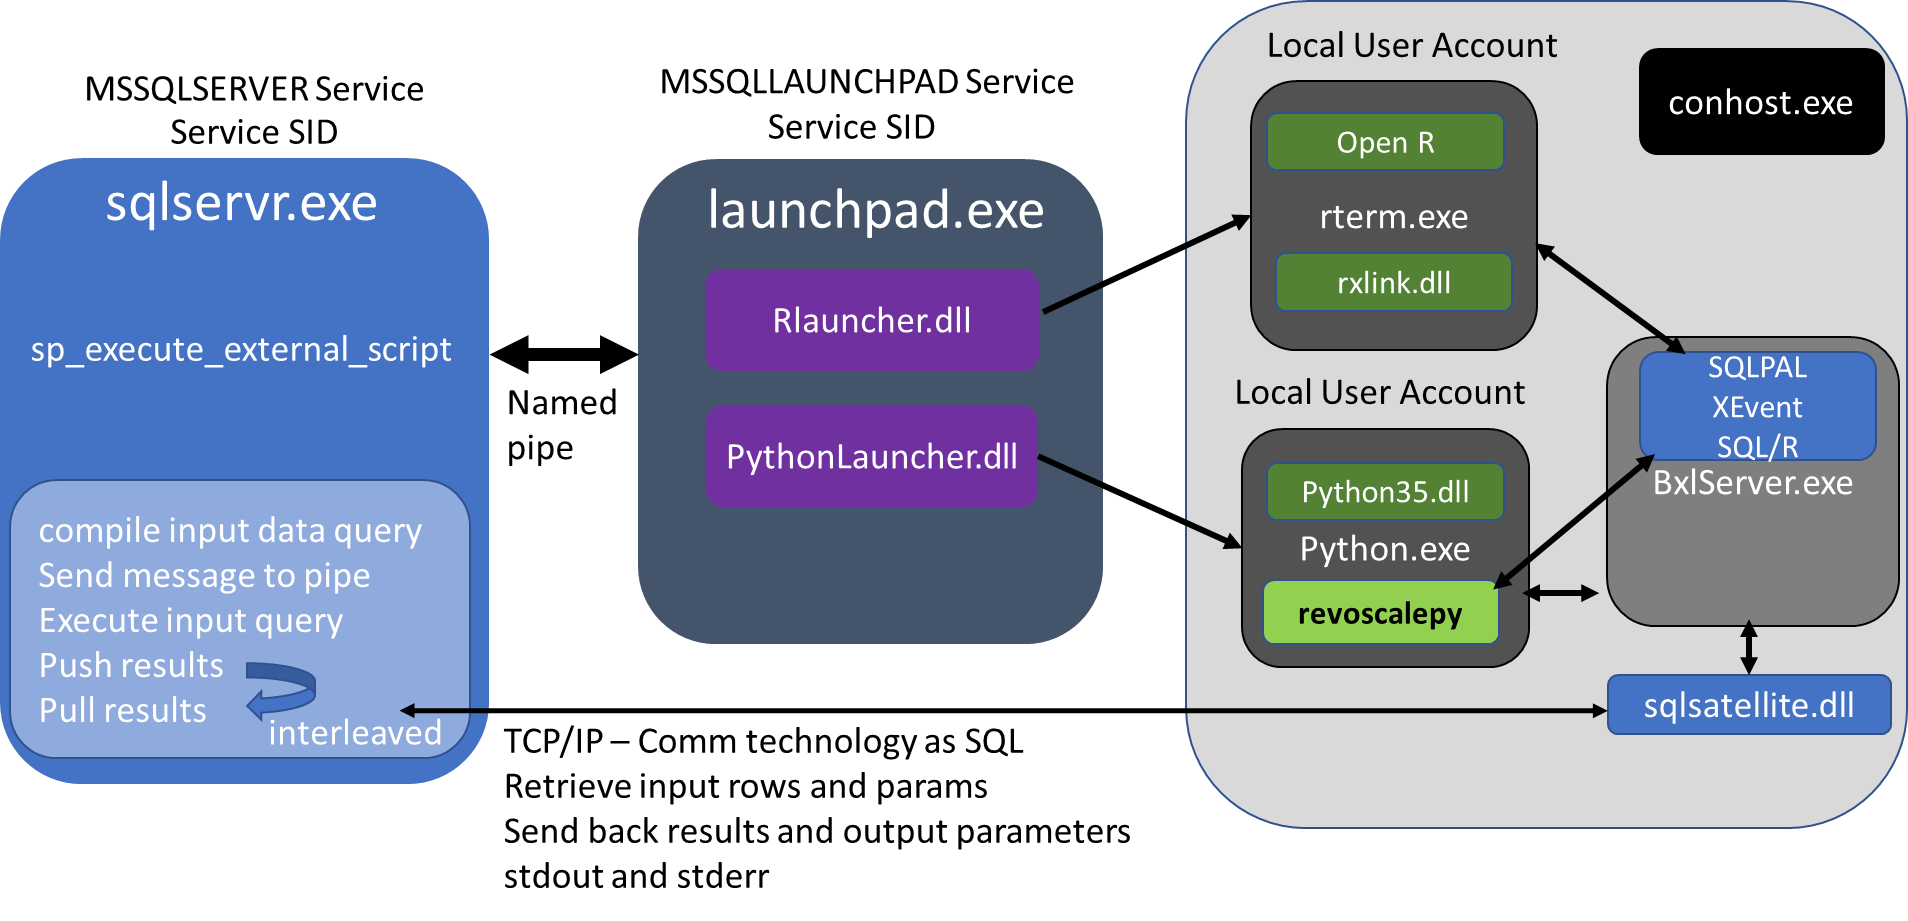 MSSQLSERVER Service
Service SID
sqlservr.exe
sp_execute_external_script
compile input data query
Send message to pipe
Execute input query
Push results
Pull results
interleaved
Named
pipe
MSSQLLAUNCHPAD Service
Service SID
launchpad.exe
Rlauncher.dll
PythonLauncher.dll
TCP/IP – Comm technology as SQL
Retrieve input rows and params
Send back results and output parameters
stdout and stderr
Local User Account
Open R
rterm.exe
rxlink.dll
conhost.exe
Local User Account
Python35.dll
Python.exe
revoscalepy
SQLPAL
XEvent
SQL/R
BxlServer.exe
sqlsatellite.dll